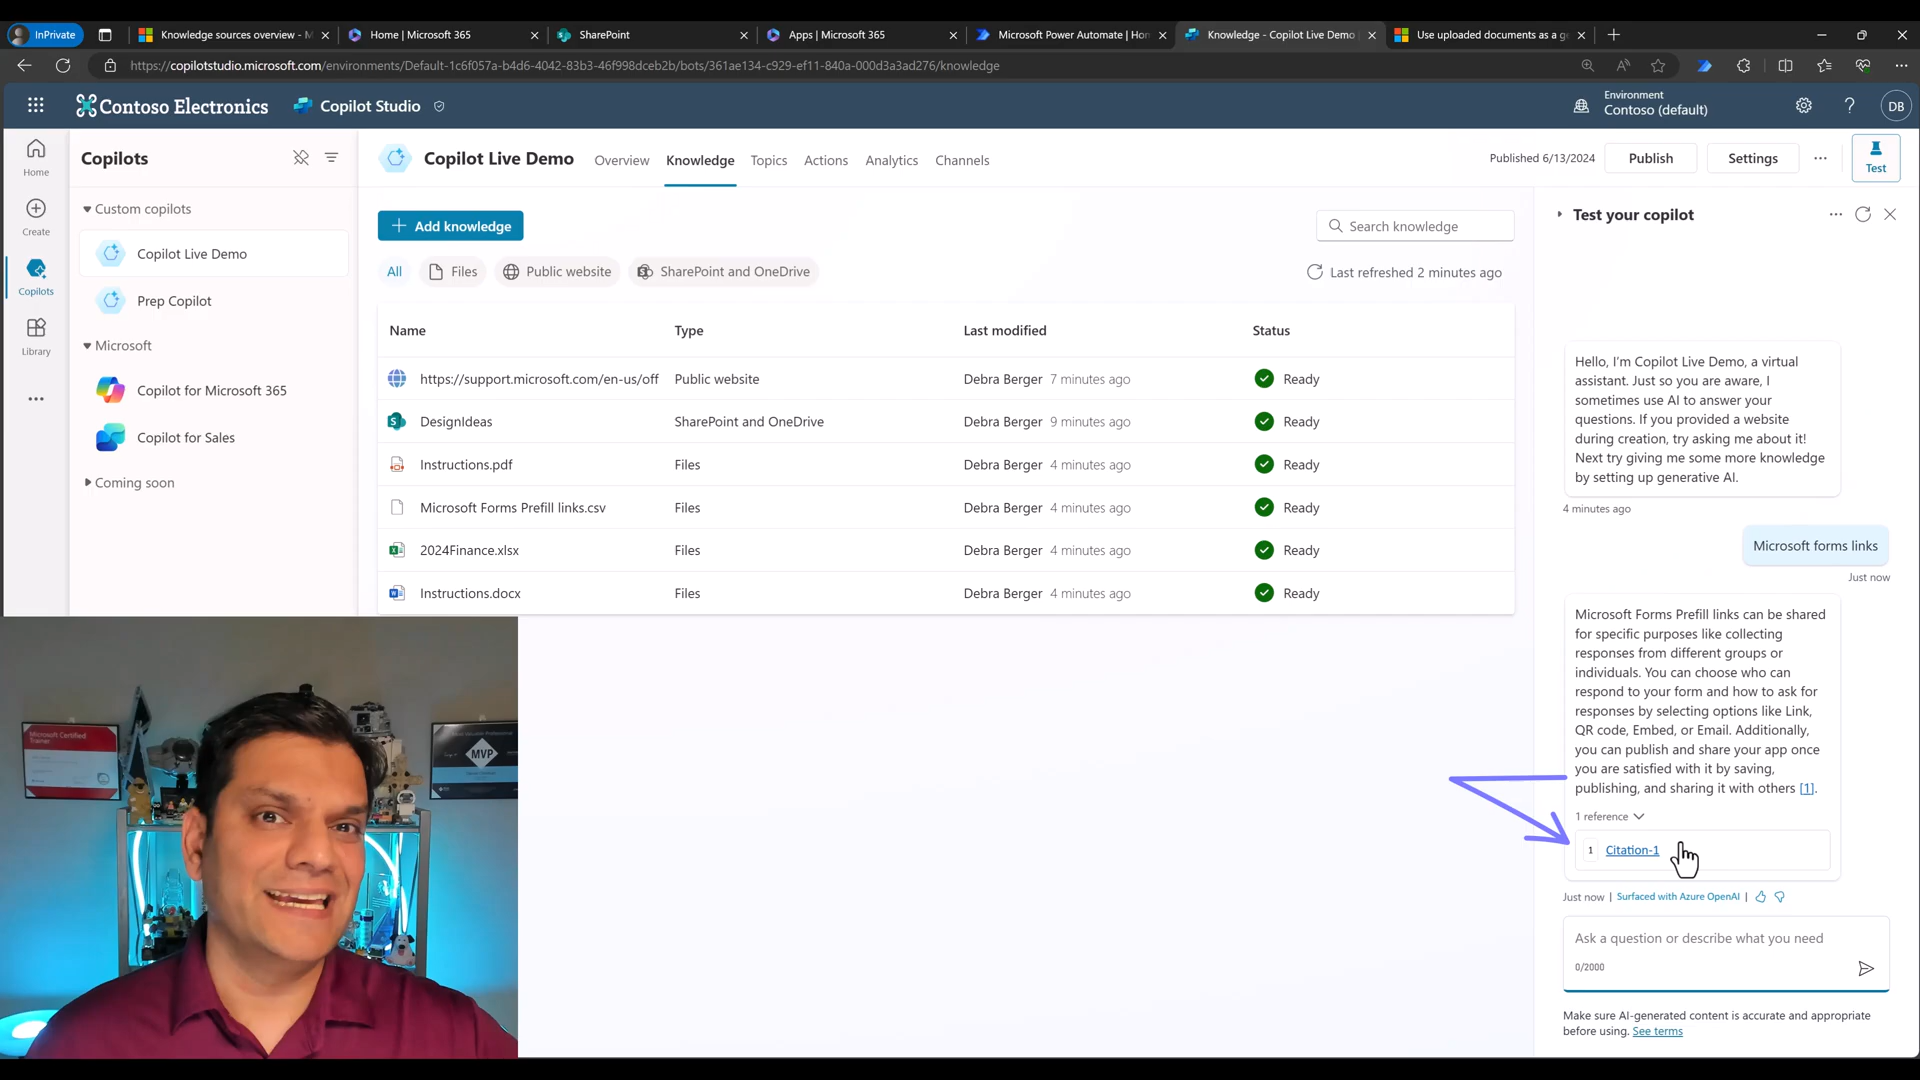 InPrivate
Knowledge sources overview - M
Home | Microsoft 365
SharePoint
Apps | Microsoft 365
Microsoft Power Automate | Hom
Knowledge - Copilot Live Demo
Use uploaded documents as a ge
https://copilotstudio.microsoft.com/environments/Default-1c6f057a-b4d6-4042-83b3-46f998dceb2b/bots/361ae134-c929-ef11-840a-000d3a3ad276/knowledge
Contoso Electronics
Copilot Studio
Environment
Contoso (default)
DB
Home
Create
Copilots
Library
Copilots
Custom copilots
Copilot Live Demo
Prep Copilot
Microsoft
Copilot for Microsoft 365
Copilot for Sales
Coming soon
Copilot Live Demo
Overview
Knowledge
Topics
Actions
Analytics
Channels
Published 6/13/2024
Publish
Settings
Test
Add knowledge
Search knowledge
All
Files
Public website
SharePoint and OneDrive
Last refreshed 2 minutes ago
Name Type Last modified Status
https://support.microsoft.com/en-us/off Public website Debra Berger 7 minutes ago Ready
DesignIdeas SharePoint and OneDrive Debra Berger 9 minutes ago Ready
Instructions.pdf Files Debra Berger 4 minutes ago Ready
Microsoft Forms Prefill links.csv Files Debra Berger 4 minutes ago Ready
2024Finance.xlsx Files Debra Berger 4 minutes ago Ready
Instructions.docx Files Debra Berger 4 minutes ago Ready
Test your copilot
Hello, I'm Copilot Live Demo, a virtual
assistant. Just so you are aware, I
sometimes use AI to answer your
questions. If you provided a website
during creation, try asking me about it!
Next try giving me some more knowledge
by setting up generative AI.
4 minutes ago
Microsoft forms links
Just now
Microsoft Forms Prefill links can be shared
for specific purposes like collecting
responses from different groups or
individuals. You can choose who can
respond to your form and how to ask for
responses by selecting options like Link,
QR code, Embed, or Email. Additionally,
you can publish and share your app once
you are satisfied with it by saving,
publishing, and sharing it with others [1].
1 reference
1 Citation-1
Just now | Surfaced with Azure OpenAI |
Ask a question or describe what you need
0/2000
Make sure AI-generated content is accurate and appropriate
before using. See terms
Microsoft Certified
Trainer
MVP